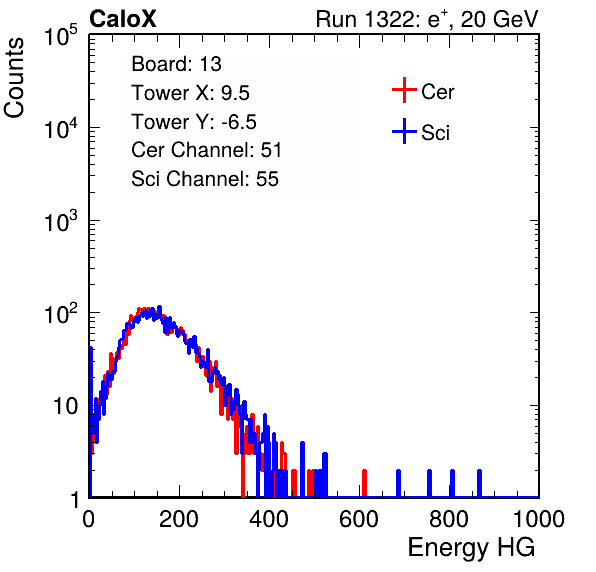 CaloX
Run 1322: e⁺, 20 GeV
Counts
Board: 13
Tower X: 9.5
Tower Y: -6.5
Cer Channel: 51
Sci Channel: 55
Cer
Sci
10⁵
10⁴
10³
10²
10
1
0 200 400 600 800 1000
Energy HG